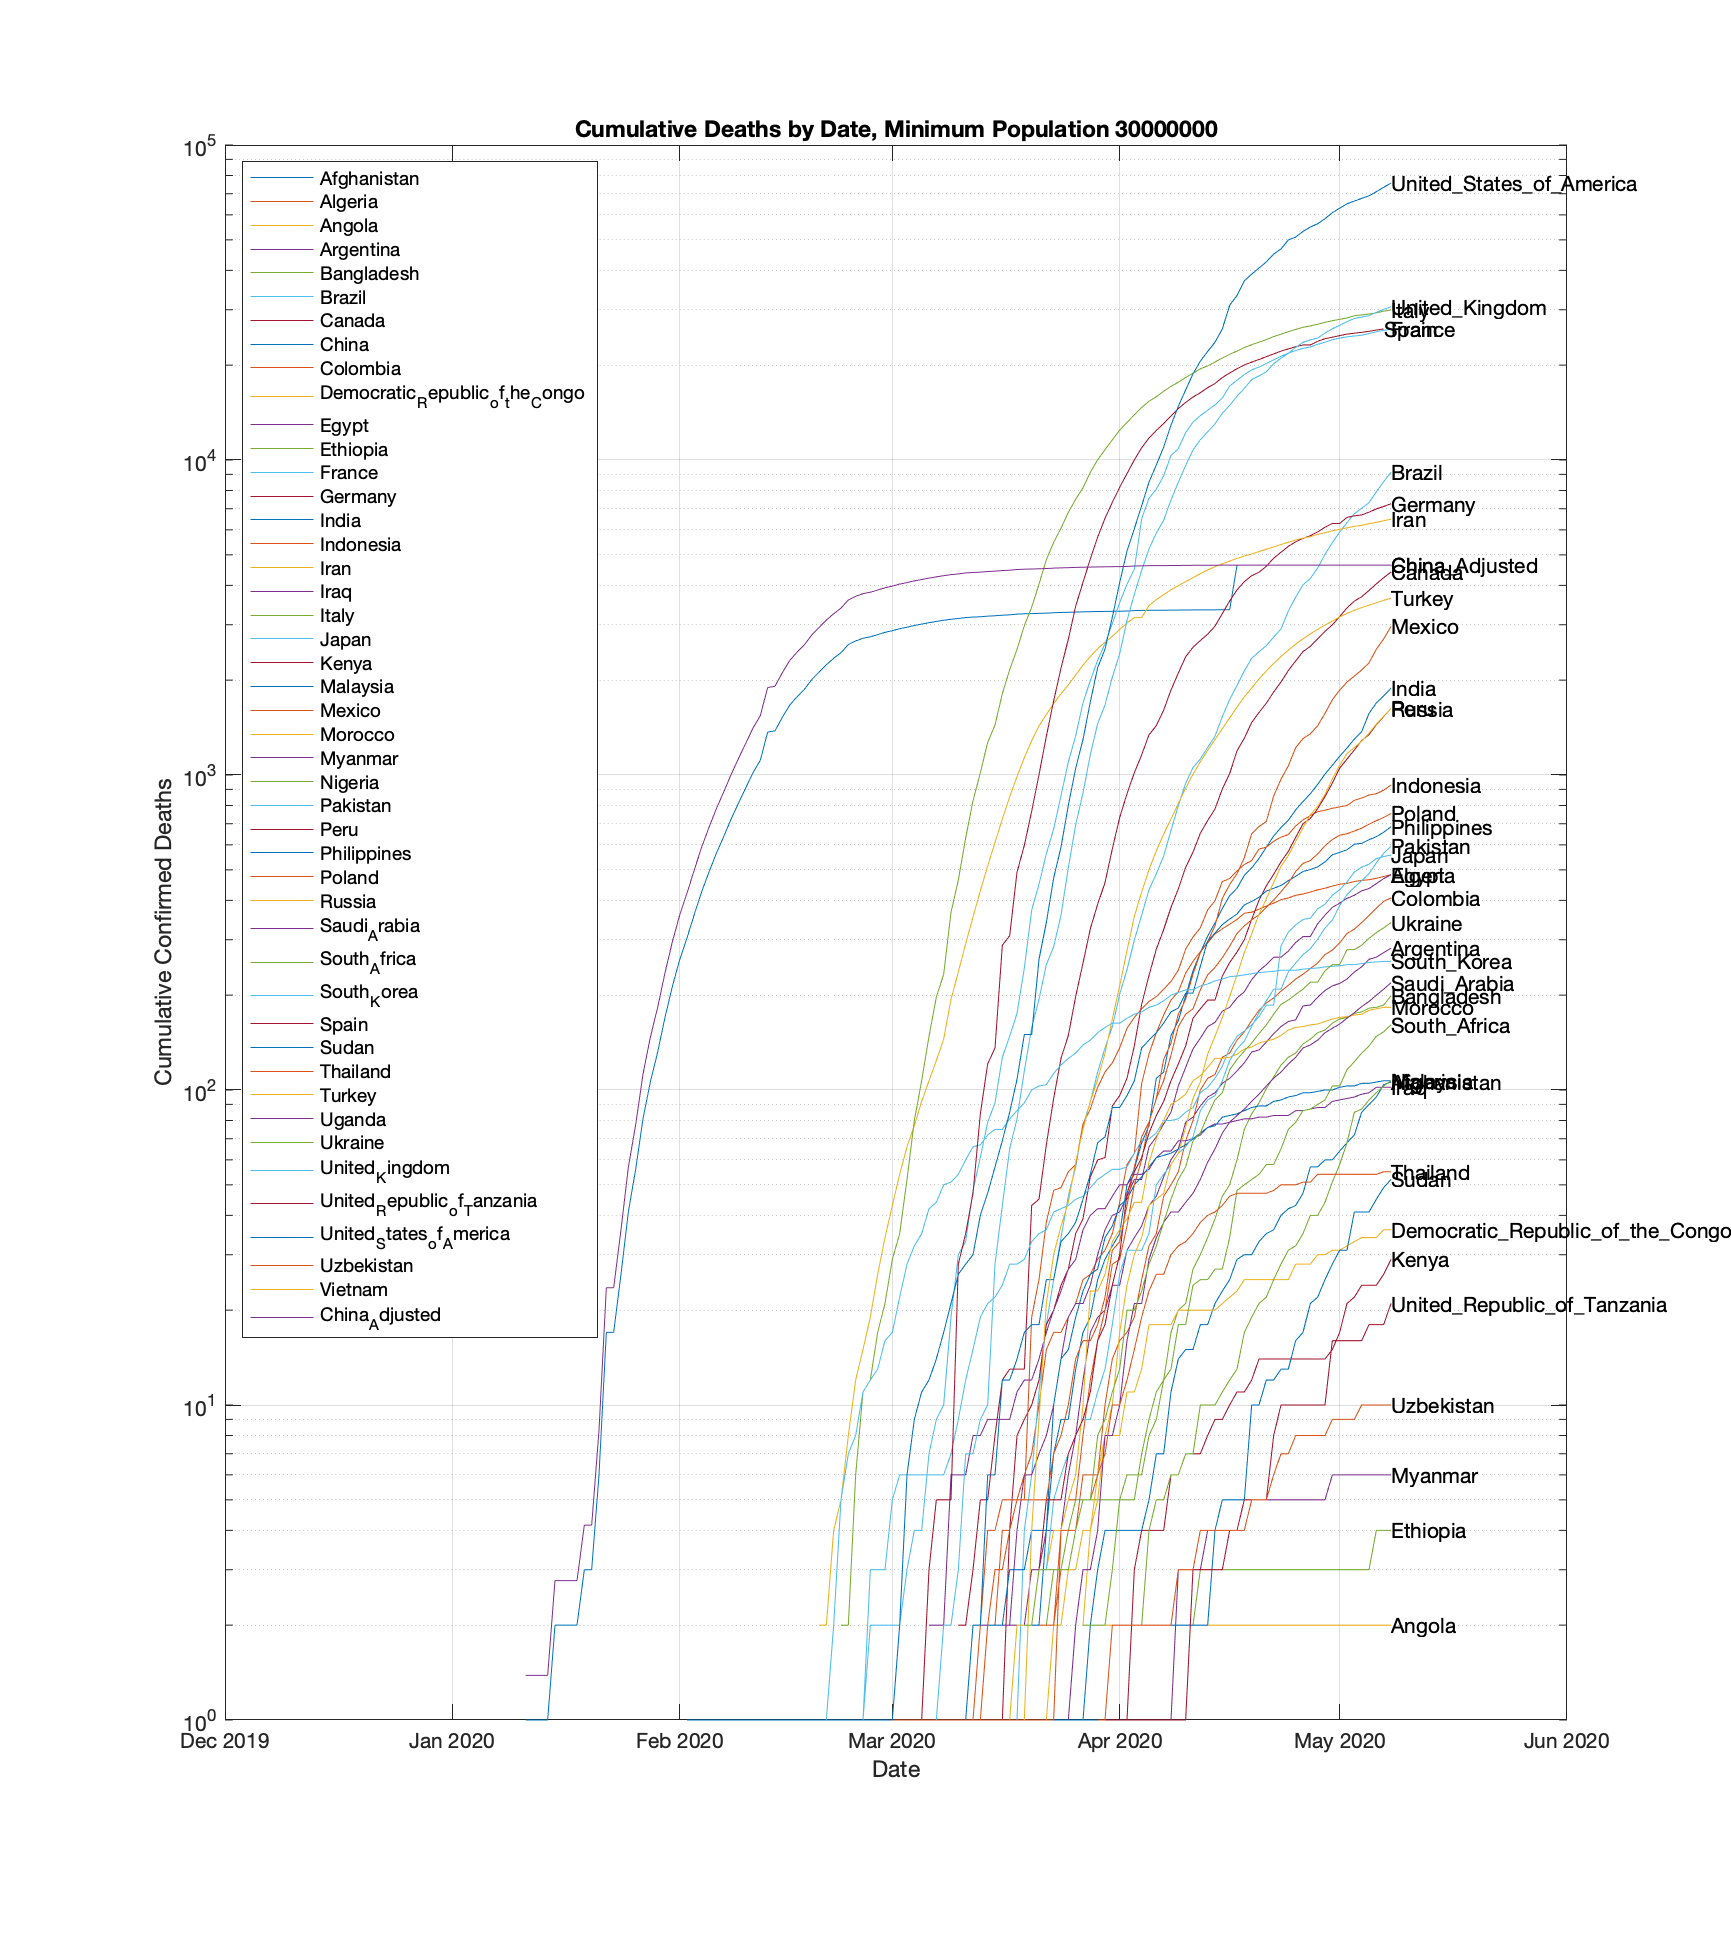 Cumulative Deaths by Date, Minimum Population 30000000
10^5
10^4
10^3
10^2
10^1
10^0
Cumulative Confirmed Deaths
Afghanistan
Algeria
Angola
Argentina
Bangladesh
Brazil
Canada
China
Colombia
Democratic_Republic_of_the_Congo
Egypt
Ethiopia
France
Germany
India
Indonesia
Iran
Iraq
Italy
Japan
Kenya
Malaysia
Mexico
Morocco
Myanmar
Nigeria
Pakistan
Peru
Philippines
Poland
Russia
Saudi_Arabia
South_Africa
South_Korea
Spain
Sudan
Thailand
Turkey
Uganda
Ukraine
United_Kingdom
United_Republic_of_Tanzania
United_States_of_America
Uzbekistan
Vietnam
China_Adjusted
United_States_of_America
United_Kingdom
Italy
Spain
France
Brazil
Germany
Iran
China_Adjusted
Canada
Turkey
Mexico
India
Peru
Russia
Indonesia
Poland
Philippines
Pakistan
Japan
Egypt
Colombia
Ukraine
Argentina
South_Korea
Saudi_Arabia
Bangladesh
Morocco
South_Africa
Iraq
Thailand
Sudan
Democratic_Republic_of_the_Congo
Kenya
United_Republic_of_Tanzania
Uzbekistan
Myanmar
Ethiopia
Angola
Dec 2019
Jan 2020
Feb 2020
Mar 2020
Apr 2020
May 2020
Jun 2020
Date